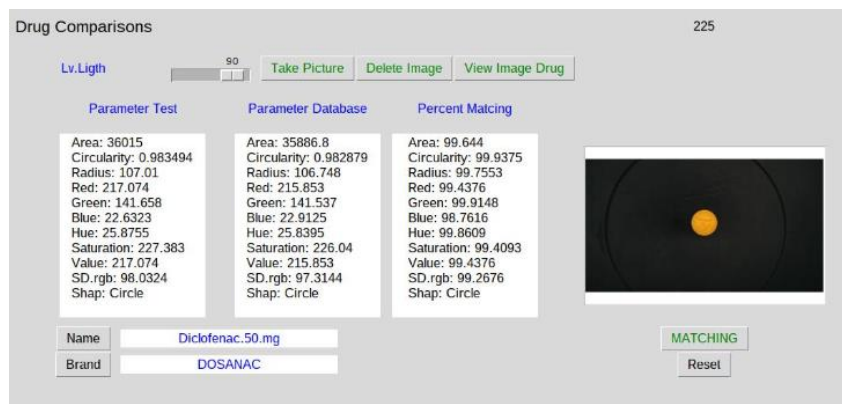 Drug Comparisons
225
Lv.Ligth
90
Take Picture
Delete Image
View Image Drug
Parameter Test
Parameter Database
Percent Matcing
Area: 36015
Circularity: 0.983494
Radius: 107.01
Red: 217.074
Green: 141.658
Blue: 22.6323
Hue: 25.8755
Saturation: 227.383
Value: 217.074
SD.rgb: 98.0324
Shap: Circle
Area: 35886.8
Circularity: 0.982879
Radius: 106.748
Red: 215.853
Green: 141.537
Blue: 22.9125
Hue: 25.8395
Saturation: 226.04
Value: 215.853
SD.rgb: 97.3144
Shap: Circle
Area: 99.644
Circularity: 99.9375
Radius: 99.7553
Red: 99.4376
Green: 99.9148
Blue: 98.7616
Hue: 99.8609
Saturation: 99.4093
Value: 99.4376
SD.rgb: 99.2676
Shap: Circle
Name
Diclofenac.50.mg
MATCHING
Brand
DOSANAC
Reset